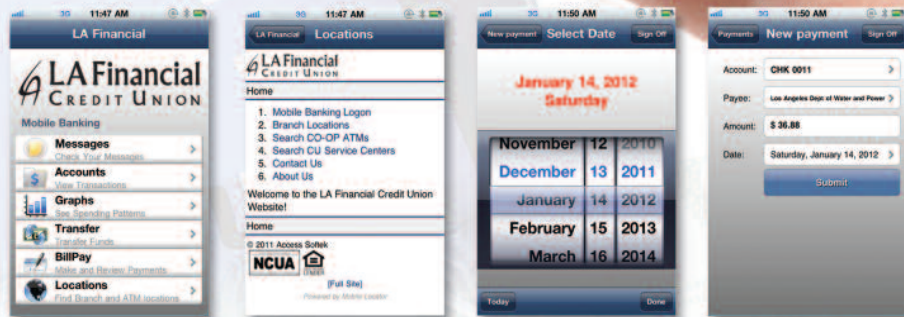 3G 11:47 AM
LA Financial
LA Financial
CREDIT UNION
Mobile Banking
Messages
Check Your Messages
Accounts
View Transactions
Graphs
See Spending Patterns
Transfer
Transfer Funds
BillPay
Make and Review Payments
Locations
Find Branch and ATM locations
3G 11:47 AM
LA Financial Locations
LA Financial
CREDIT UNION
Home
1. Mobile Banking Logon
2. Branch Locations
3. Search CO-OP ATMs
4. Search CU Service Centers
5. Contact Us
6. About Us
Welcome to the LA Financial Credit Union
Website!
Home
© 2011 Access Softek
NCUA
[Full Site]
Powered by Mobile Locator
3G 11:50 AM
New payment Select Date Sign Off
January 14, 2012
Saturday
November 12 2010
December 13 2011
January 14 2012
February 15 2013
March 16 2014
Today Done
3G 11:50 AM
Payments New payment Sign Off
Account: CHK 0011
Payee: Los Angeles Dept of Water and Power
Amount: $ 36.88
Date: Saturday, January 14, 2012
Submit